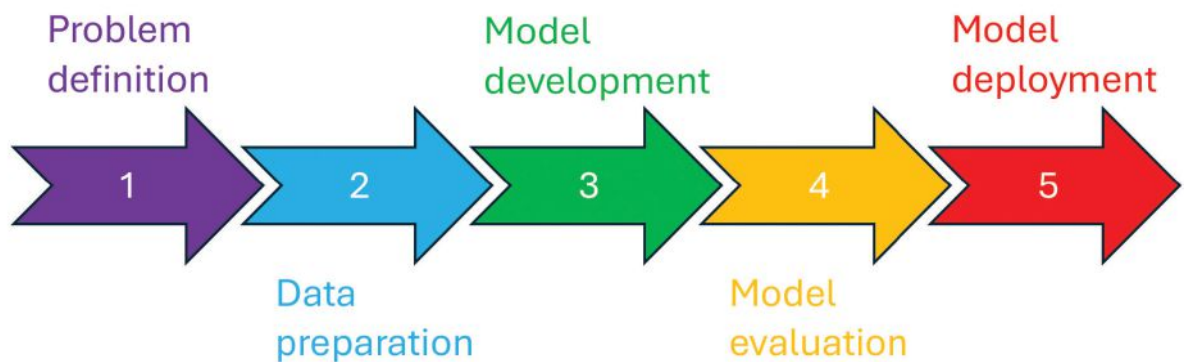 Problem
definition
Model
development
Model
deployment
1
2
3
4
5
Data
preparation
Model
evaluation